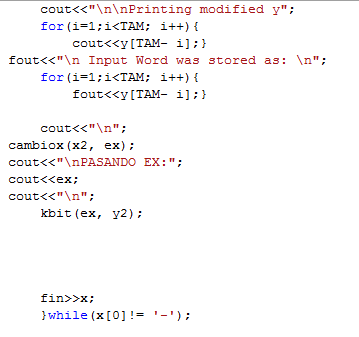 cout<<"\n\nPrinting modified y";
for(i=1;i<TAM; i++){
cout<<y[TAM- i];}
fout<<"\n Input Word was stored as: \n";
for(i=1;i<TAM; i++){
fout<<y[TAM- i];}
cout<<"\n";
cambiox(x2, ex);
cout<<"\nPASANDO EX:";
cout<<ex;
cout<<"\n";
kbit(ex, y2);
fin>>x;
}while(x[0]!= '-');